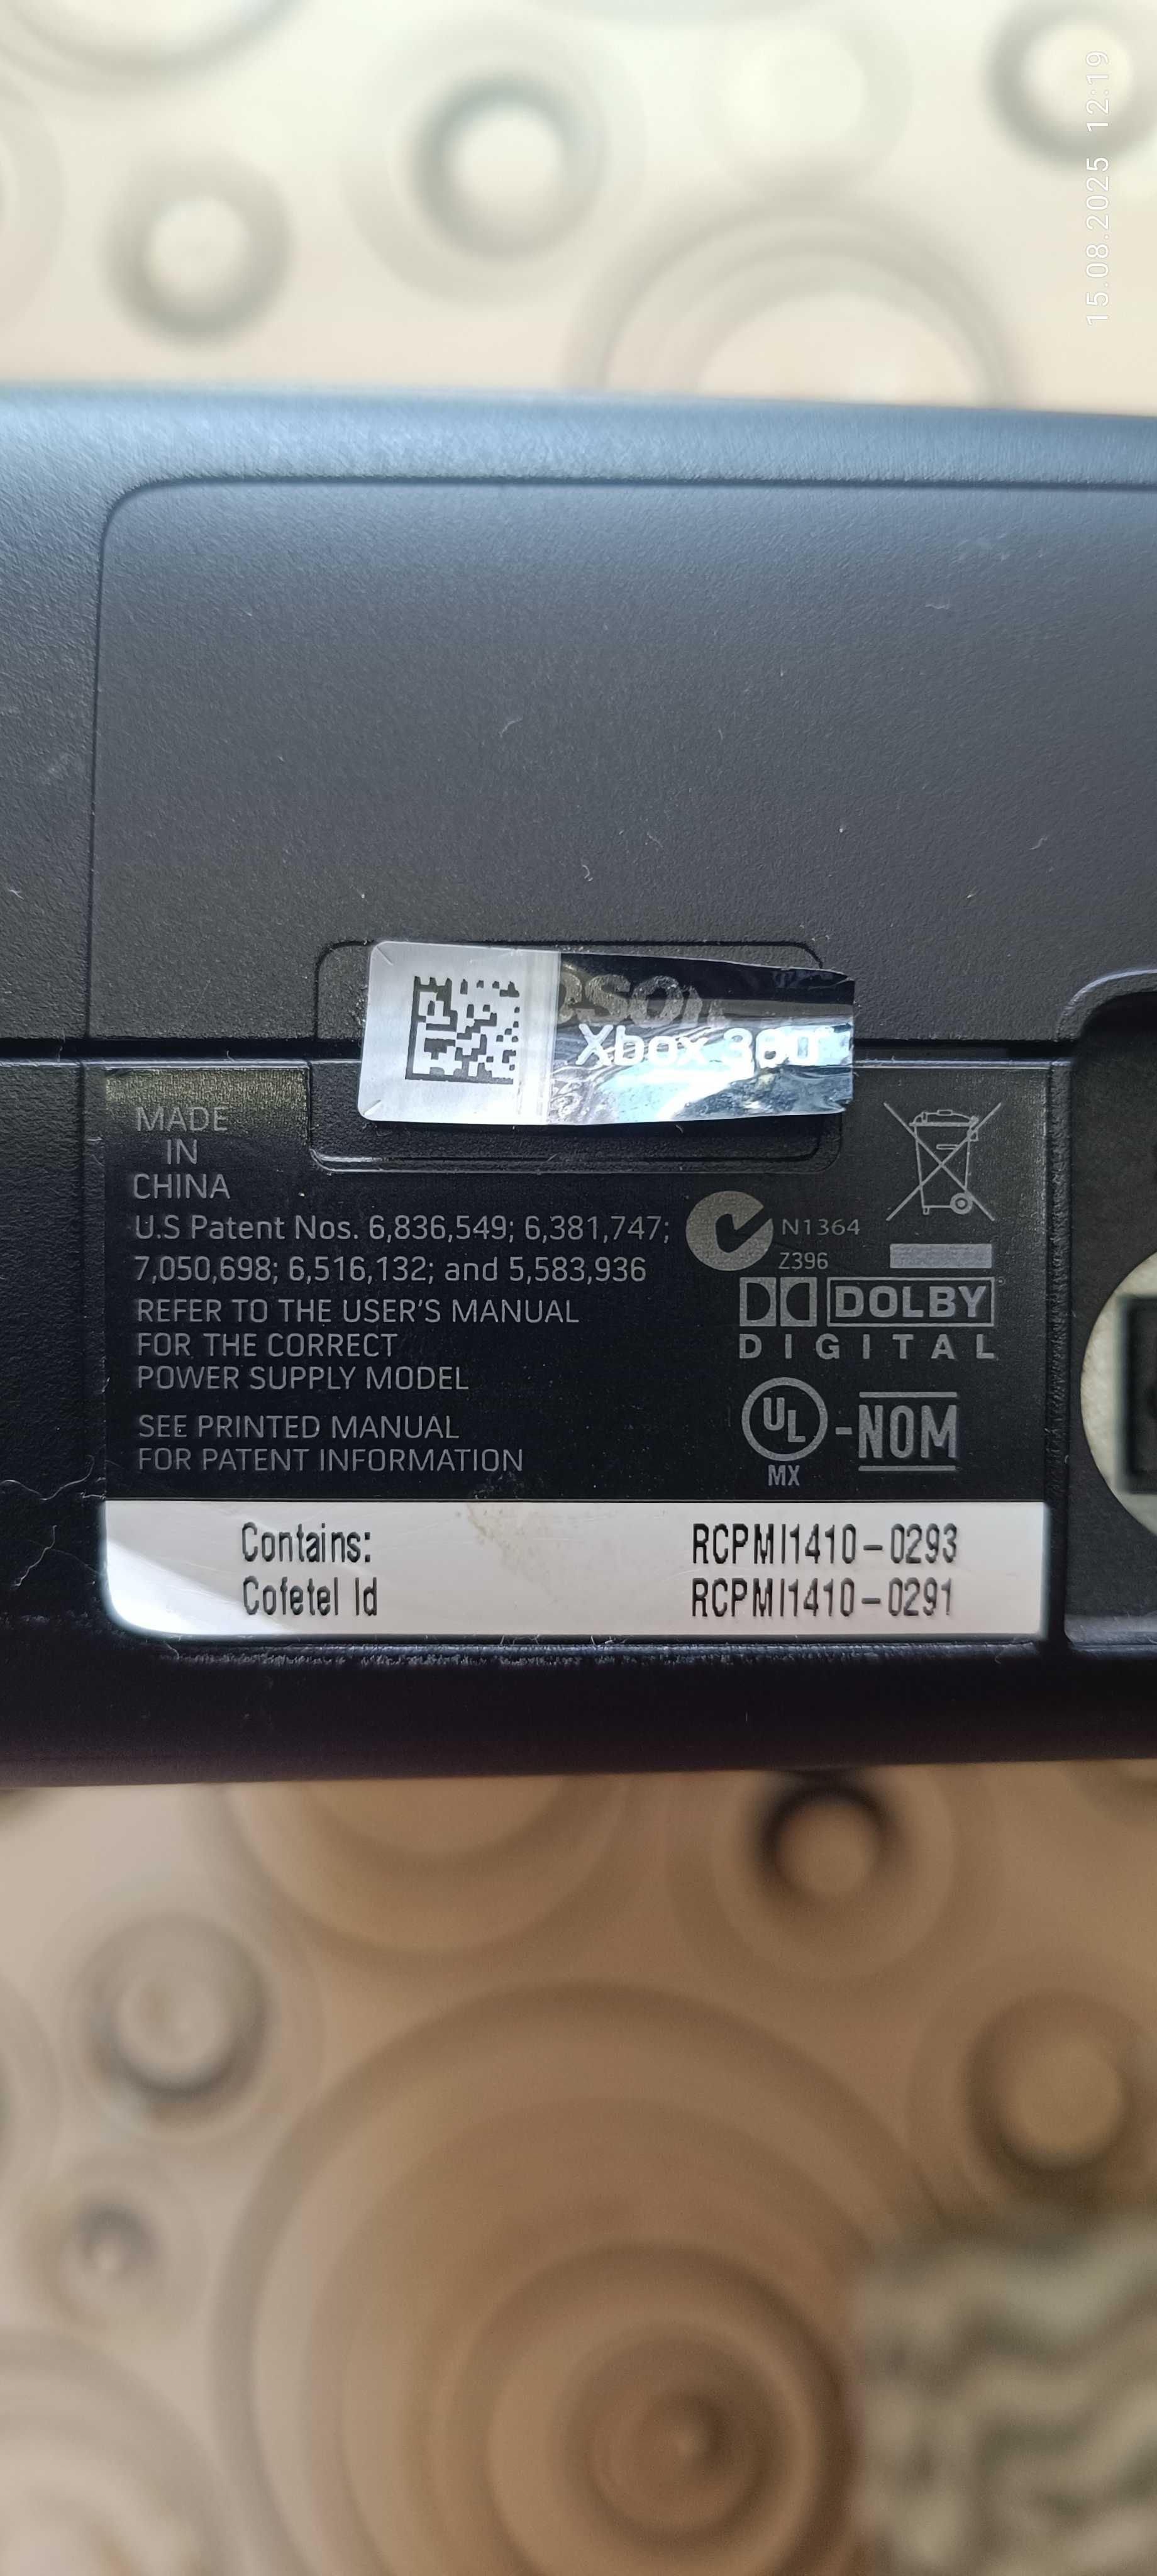 15.08.2025 12:19
Xbox 360
MADE
IN
CHINA
U.S Patent Nos. 6,836,549; 6,381,747;
7,050,698; 6,516,132; and 5,583,936
REFER TO THE USER'S MANUAL
FOR THE CORRECT
POWER SUPPLY MODEL
SEE PRINTED MANUAL
FOR PATENT INFORMATION
N1364
Z396
DOLBY
DIGITAL
UL
MX
-NOM
Contains: RCPMI1410-0293
Cofetel Id RCPMI1410-0291